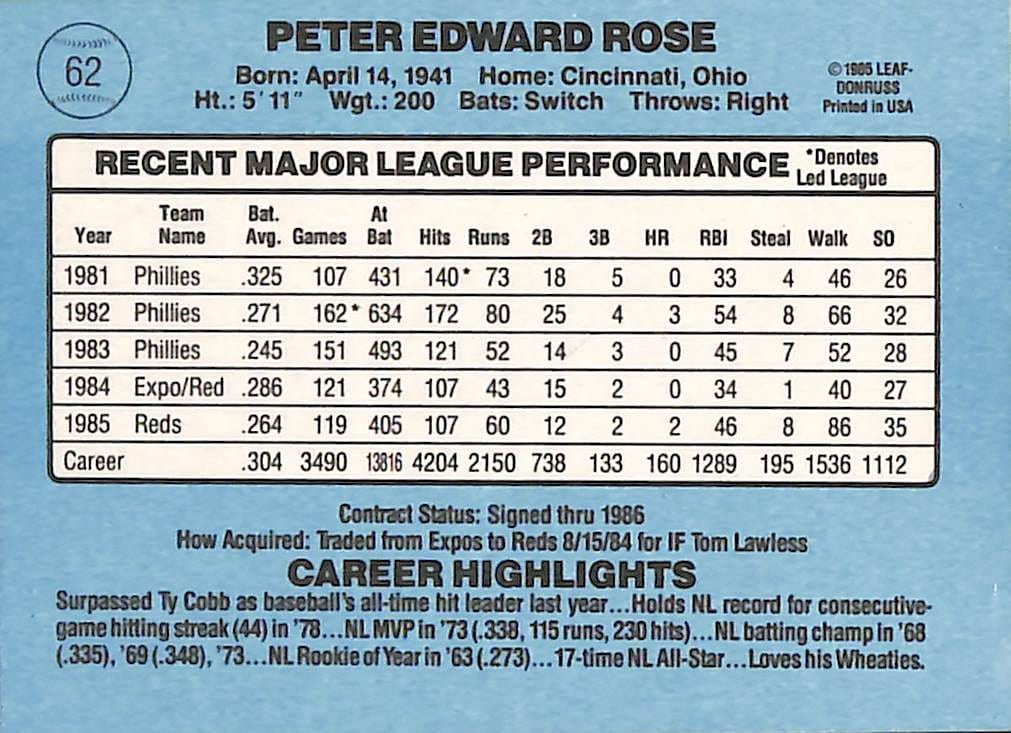 62
PETER EDWARD ROSE
Born: April 14, 1941 Home: Cincinnati, Ohio
Ht.: 5'11" Wgt.: 200 Bats: Switch Throws: Right
©1985 LEAF-
DONRUSS
Printed in USA
RECENT MAJOR LEAGUE PERFORMANCE *Denotes
Led League
Year Team Name Bat. Avg. Games At Bat Hits Runs 2B 3B HR RBI Steal Walk SO
1981 Phillies .325 107 431 140* 73 18 5 0 33 4 46 26
1982 Phillies .271 162* 634 172 80 25 4 3 54 8 66 32
1983 Phillies .245 151 493 121 52 14 3 0 45 7 52 28
1984 Expo/Red .286 121 374 107 43 15 2 0 34 1 40 27
1985 Reds .264 119 405 107 60 12 2 2 46 8 86 35
Career .304 3490 13816 4204 2150 738 133 160 1289 195 1536 1112
Contract Status: Signed thru 1986
How Acquired: Traded from Expos to Reds 8/15/84 for IF Tom Lawless
CAREER HIGHLIGHTS
Surpassed Ty Cobb as baseball's all-time hit leader last year...Holds NL record for consecutive-
game hitting streak (44) in '78...NL MVP in '73 (.338, 115 runs, 230 hits)...NL batting champ in '68
(.335), '69 (.348), '73...NL Rookie of Year in '63 (.273)...17-time NL All-Star...Loves his Wheaties.